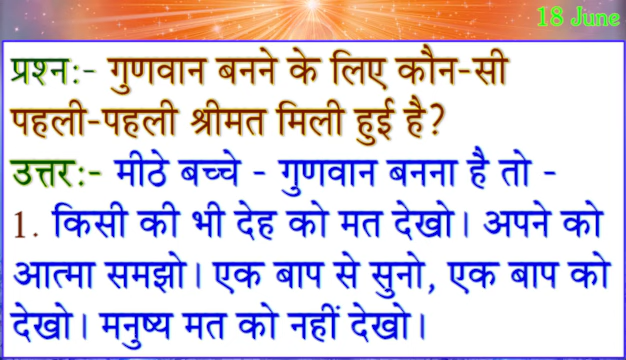 18 June
प्रश्न:- गुणवान बनने के लिए कौन-सी
पहली-पहली श्रीमत मिली हुई है?
उत्तर:- मीठे बच्चे - गुणवान बनना है तो -
1. किसी की भी देह को मत देखो। अपने को
आत्मा समझो। एक बाप से सुनो, एक बाप को
देखो। मनुष्य मत को नहीं देखो।